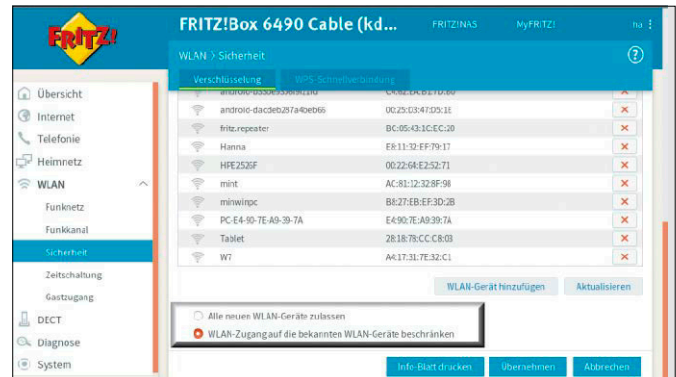 FRITZ!
FRITZ!Box 6490 Cable (kd...
FRITZ!NAS
MyFRITZ!
WLAN > Sicherheit
Verschlüsselung
WPS-Schnellverbindung
Übersicht
Internet
Telefonie
Heimnetz
WLAN
Funknetz
Funkkanal
Sicherheit
Zeitschaltung
Gastzugang
DECT
Diagnose
System
android-dacdeb287a4beb66 00:25:D3:47:05:1E
fritz.repeater BC:05:43:1C:EC:20
Hanna E8:11:32:EF:79:17
HPE2526F 00:22:64:E2:52:71
mint AC:81:12:32:8F:98
minwinpc B8:27:EB:EF:3D:2B
PC-E4-90-7E-A9-39-7A E4:90:7E:A9:39:7A
Tablet 28:18:78:CC:C8:03
W7 A4:17:31:7E:32:C1
WLAN-Gerät hinzufügen
Aktualisieren
Alle neuen WLAN-Geräte zulassen
WLAN-Zugang auf die bekannten WLAN-Geräte beschränken
Info-Blatt drucken
Übernehmen
Abbrechen